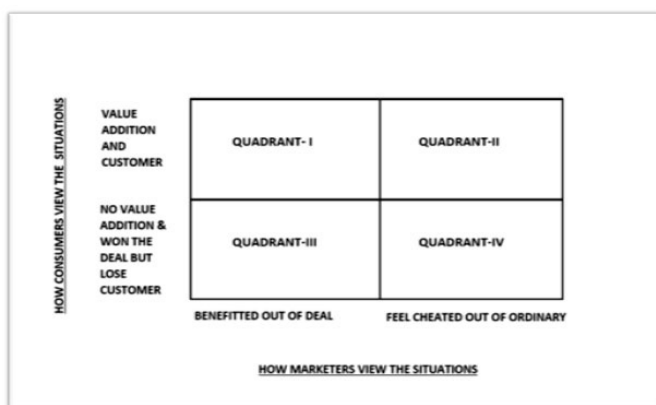 HOW CONSUMERS VIEW THE SITUATIONS
VALUE
ADDITION
AND
CUSTOMER
QUADRANT- I
QUADRANT-II
NO VALUE
ADDITION &
WON THE
DEAL BUT
LOSE
CUSTOMER
QUADRANT-III
QUADRANT-IV
BENEFITTED OUT OF DEAL
FEEL CHEATED OUT OF ORDINARY
HOW MARKETERS VIEW THE SITUATIONS